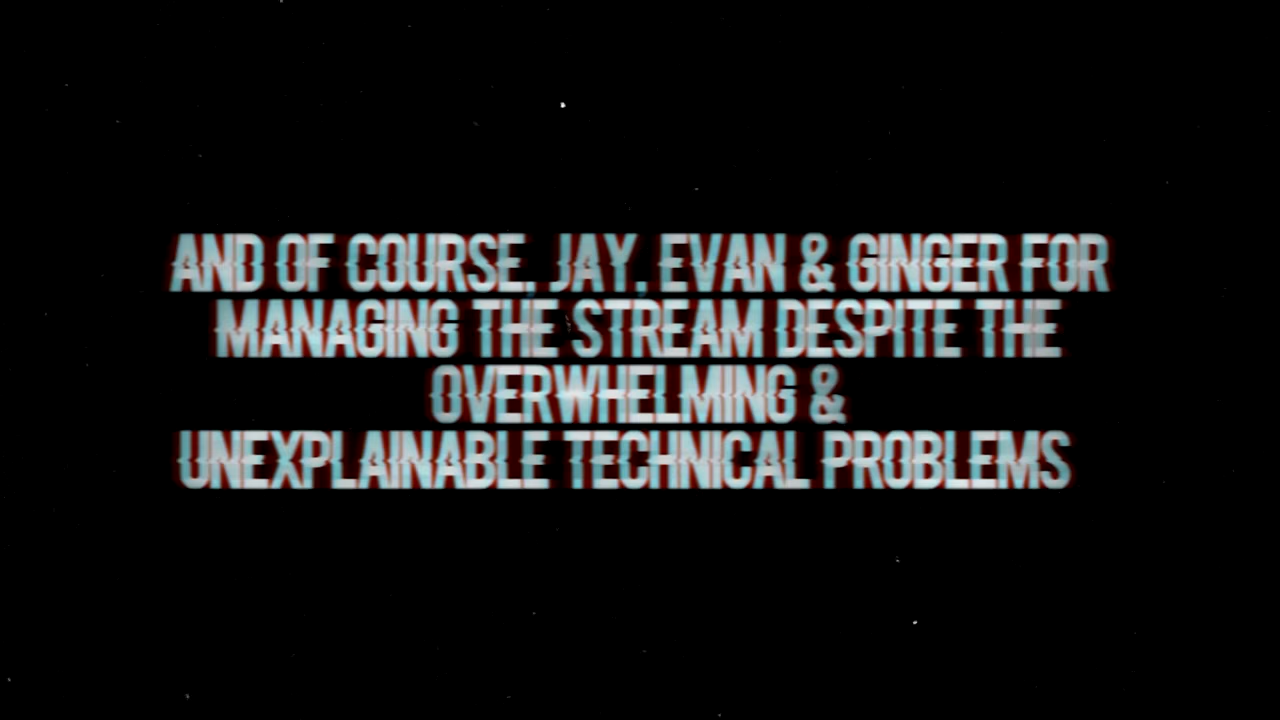 AND OF COURSE, JAY, EVAN & GINGER FOR
MANAGING THE STREAM DESPITE THE
OVERWHELMING &
UNEXPLAINABLE TECHNICAL PROBLEMS